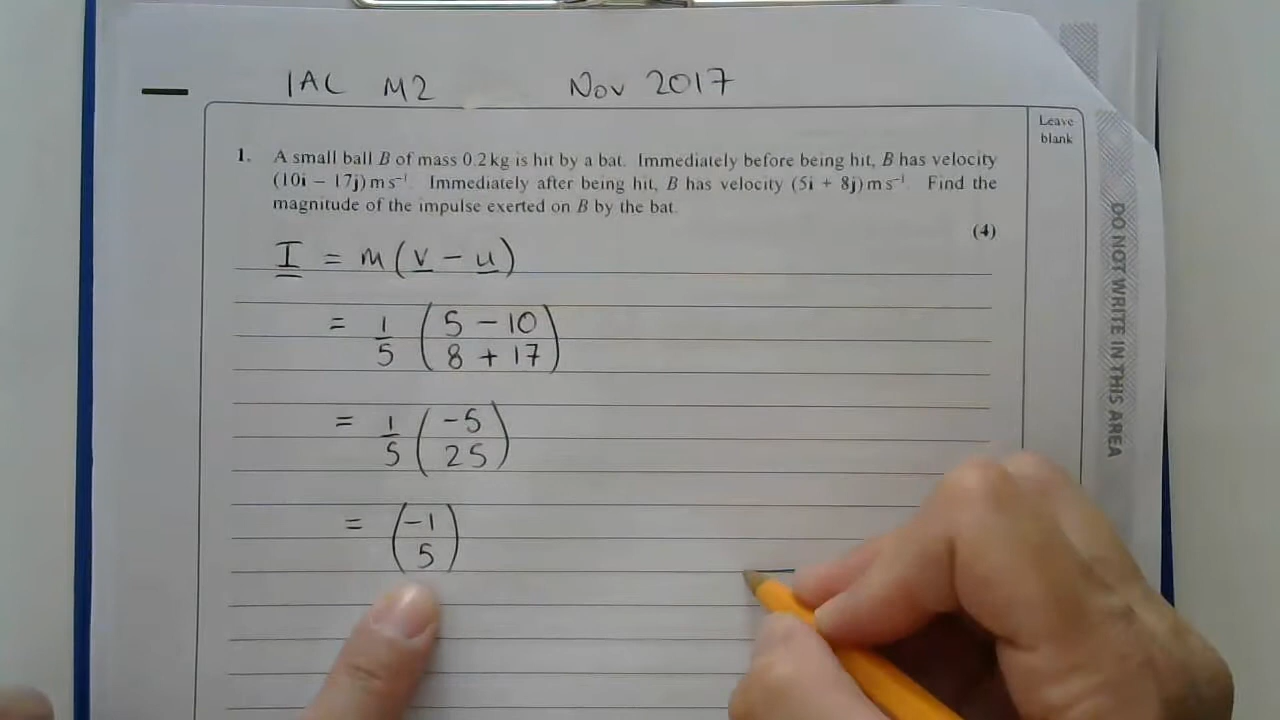 IAL M2 Nov 2017
Leave
blank
1. A small ball B of mass 0.2 kg is hit by a bat. Immediately before being hit, B has velocity
(10i − 17j) m s⁻¹. Immediately after being hit, B has velocity (5i + 8j) m s⁻¹. Find the
magnitude of the impulse exerted on B by the bat.
(4)
I = m(v − u)
= 1/5 (5 − 10
8 + 17)
= 1/5 (−5
25)
= (−1
5)
DO NOT WRITE IN THIS AREA